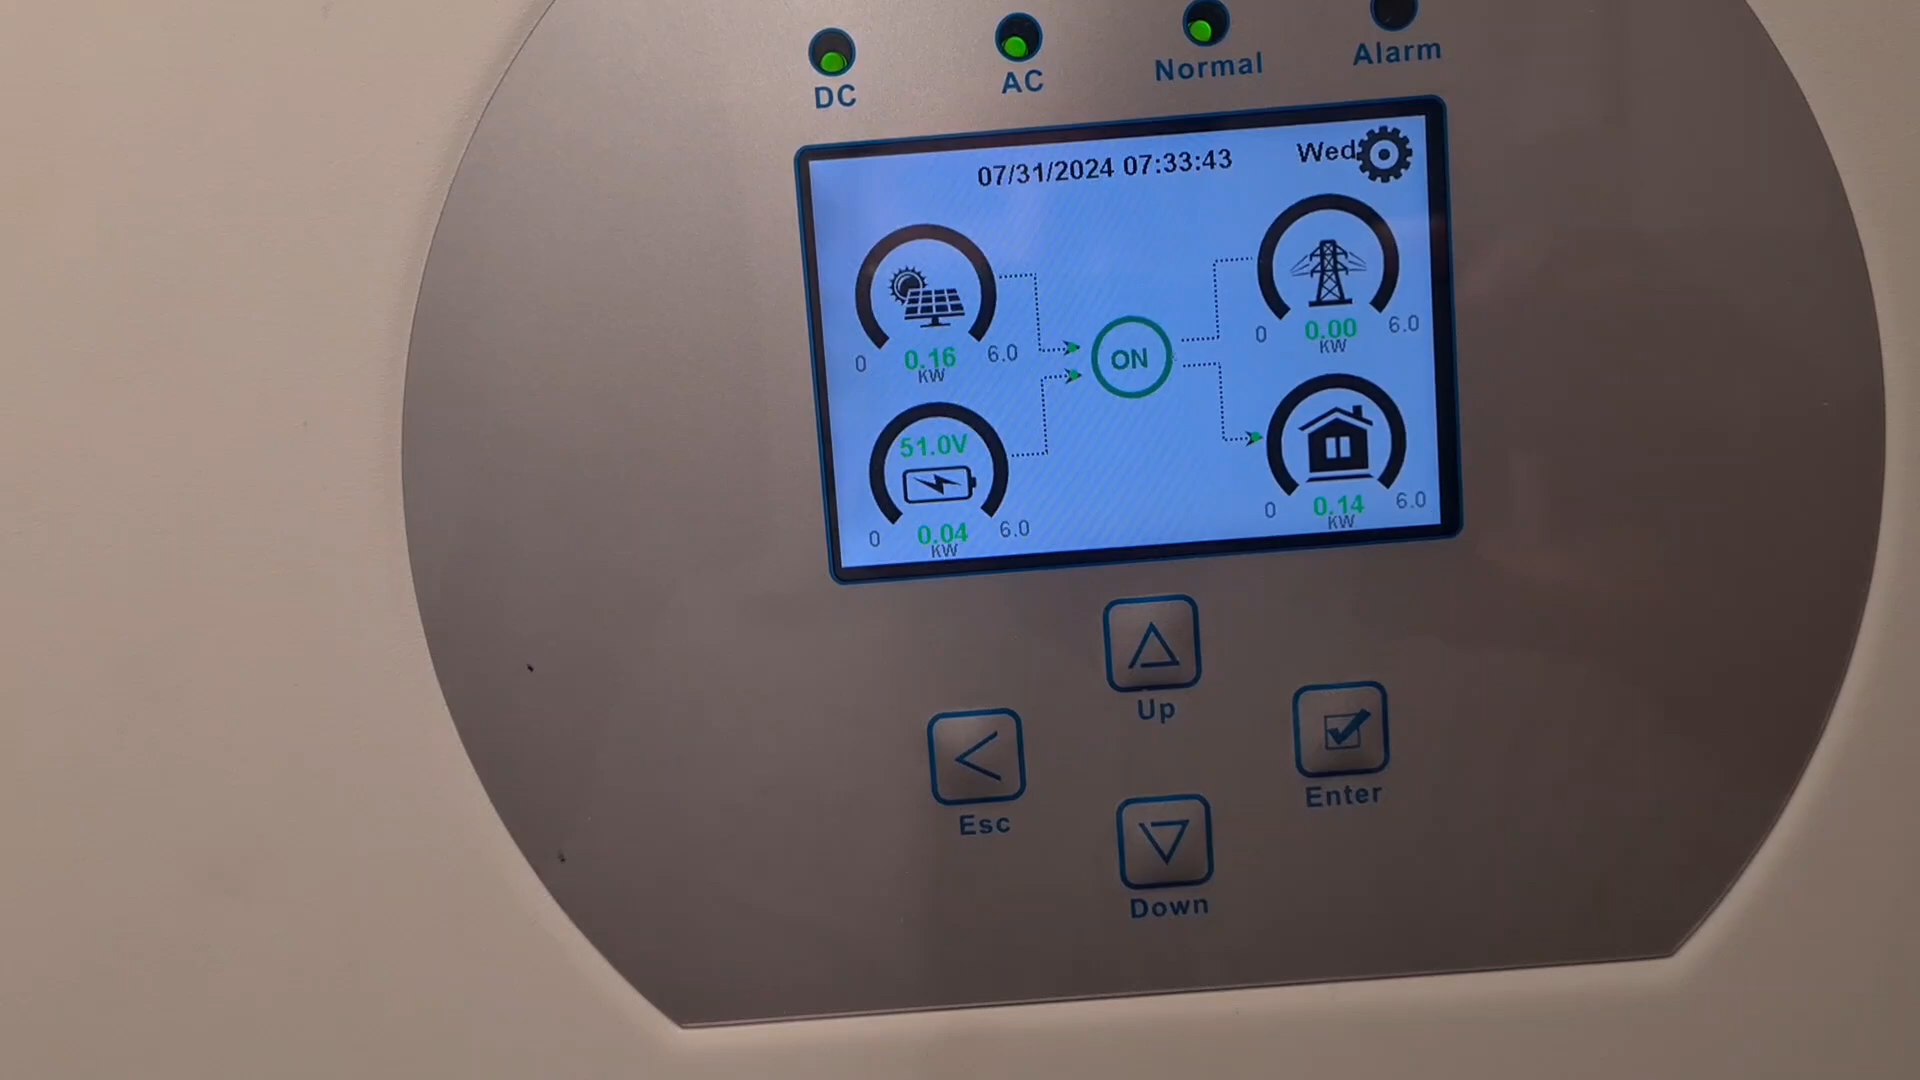 DC AC Normal Alarm
07/31/2024 07:33:43 Wed
0 0.16 6.0
KW
0 0.00 6.0
KW
ON
51.0V
0 0.04 6.0
KW
0 0.14 6.0
KW
Up
Esc
Enter
Down